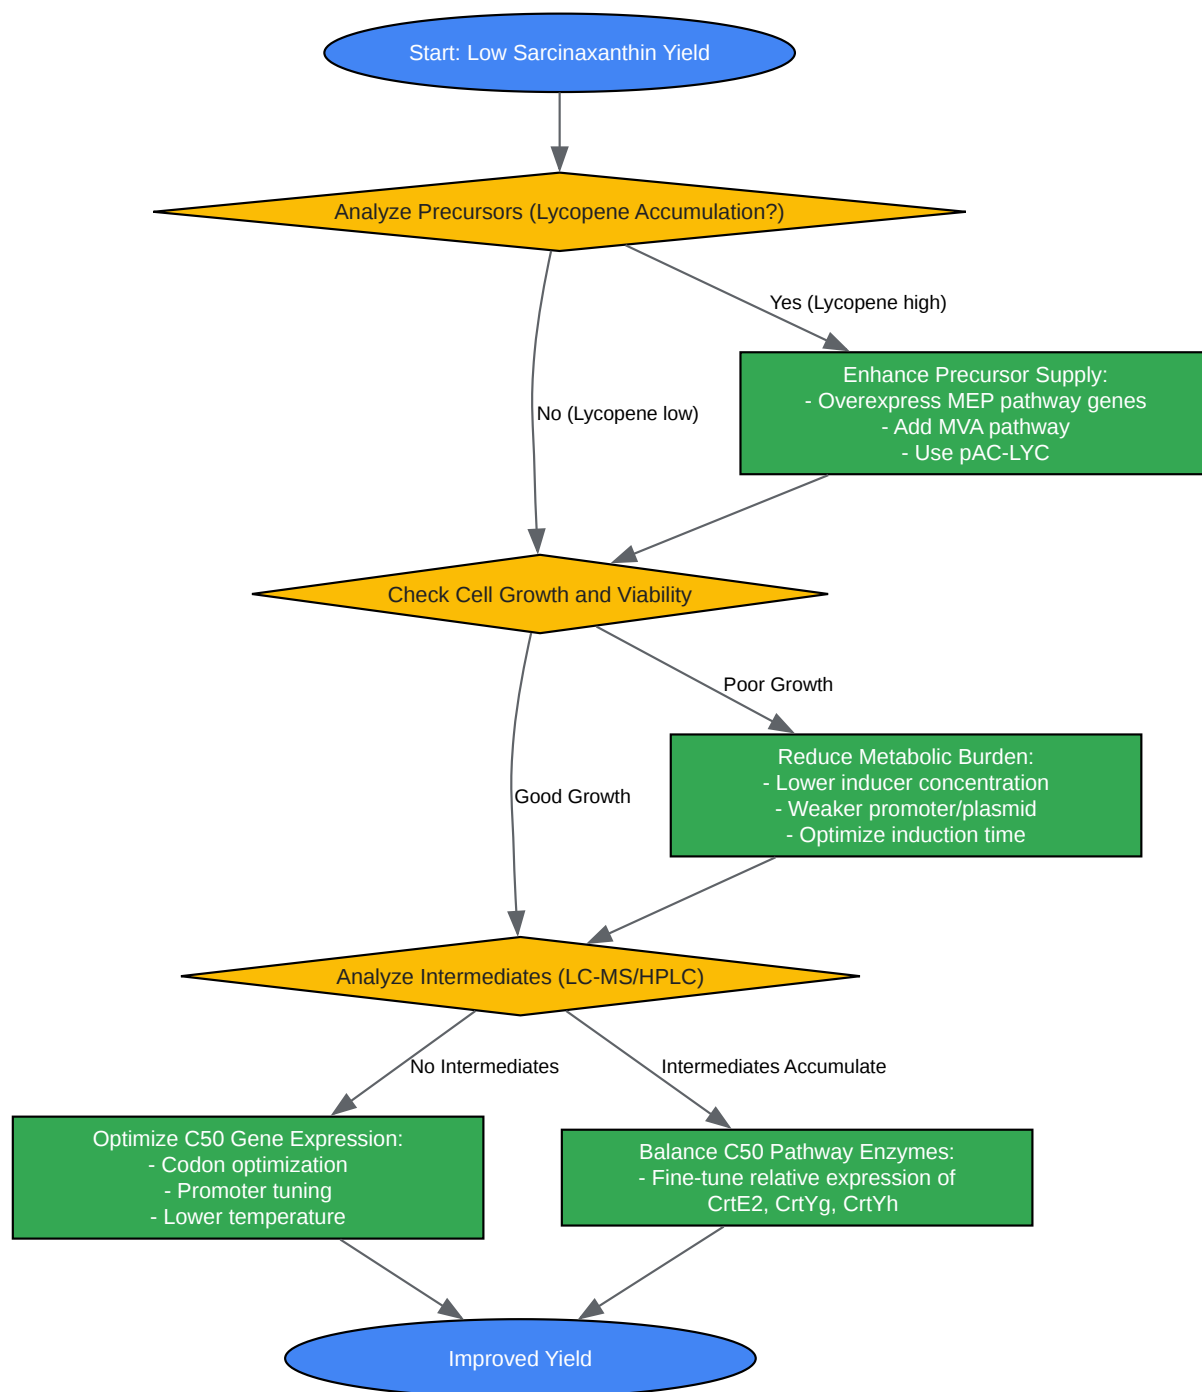 Start: Low Sarcinaxanthin Yield
Analyze Precursors (Lycopene Accumulation?)
Yes (Lycopene high)
Enhance Precursor Supply:
- Overexpress MEP pathway genes
- Add MVA pathway
- Use pAC-LYC
No (Lycopene low)
Check Cell Growth and Viability
Poor Growth
Reduce Metabolic Burden:
- Lower inducer concentration
- Weaker promoter/plasmid
- Optimize induction time
Good Growth
Analyze Intermediates (LC-MS/HPLC)
No Intermediates
Intermediates Accumulate
Optimize C50 Gene Expression:
- Codon optimization
- Promoter tuning
- Lower temperature
Balance C50 Pathway Enzymes:
- Fine-tune relative expression of
CrtE2, CrtYg, CrtYh
Improved Yield